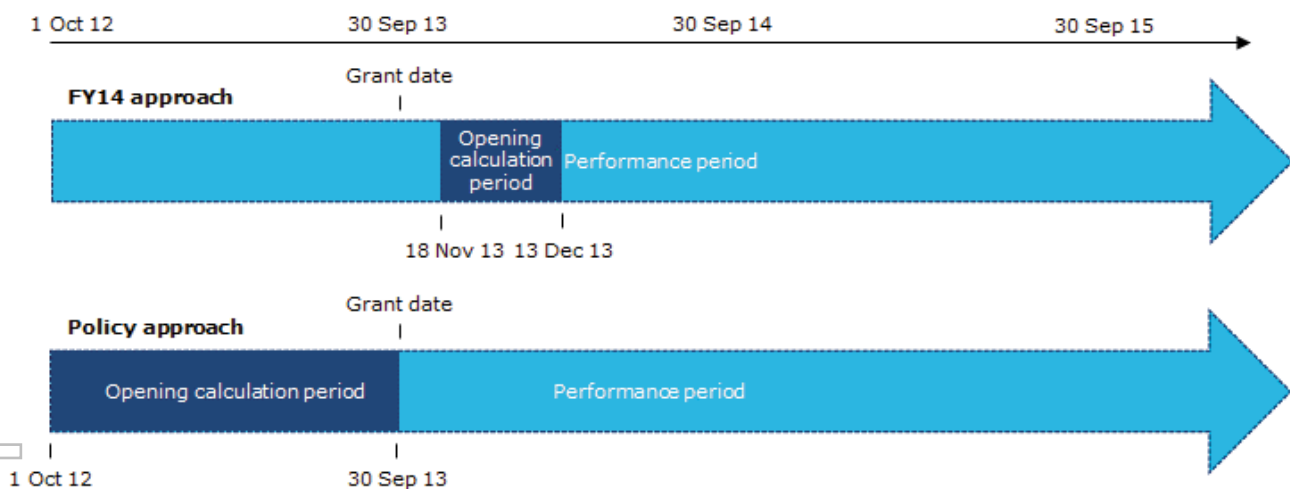 1 Oct 12 30 Sep 13 30 Sep 14 30 Sep 15
Grant date
FY14 approach
Opening
calculation
period
Performance period
18 Nov 13 13 Dec 13
Grant date
Policy approach
Opening calculation period Performance period
1 Oct 12 30 Sep 13